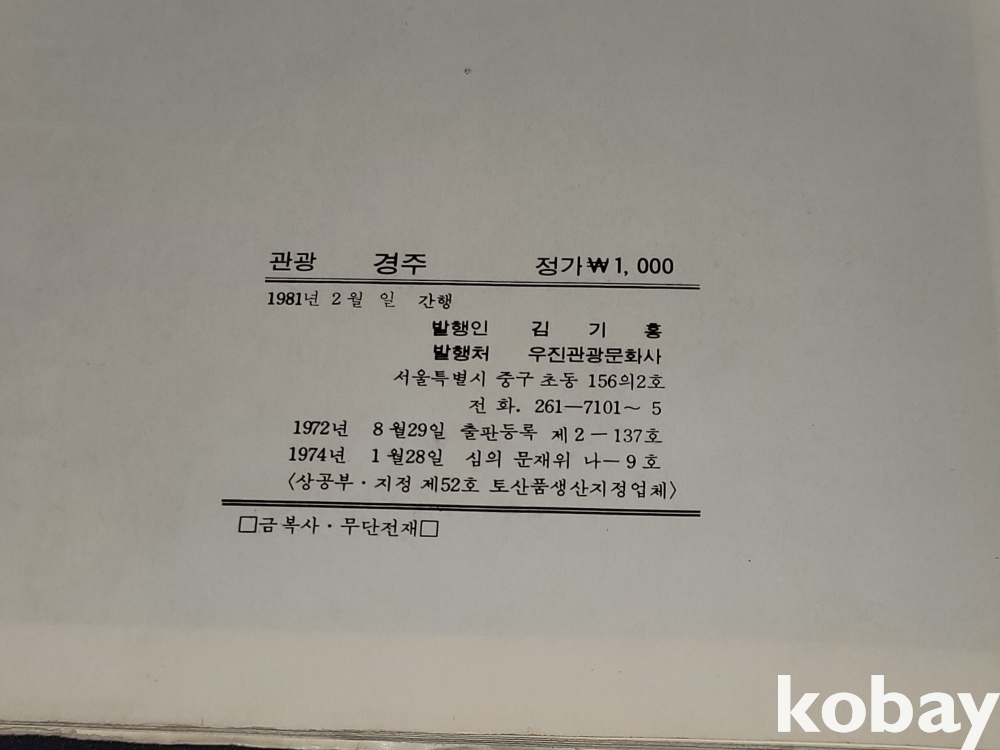 관광 경주 정가 ₩1,000
1981년 2월 일 간행
발행인 김기홍
발행처 우진관광문화사
서울특별시 중구 초동 156의2호
전 화. 261—7101~5
1972년 8월29일 출판등록 제2—137호
1974년 1월28일 심의 문재위 나—9호
〈상공부·지정 제52호 토산품생산지정업체〉
□금복사·무단전재□
kobay